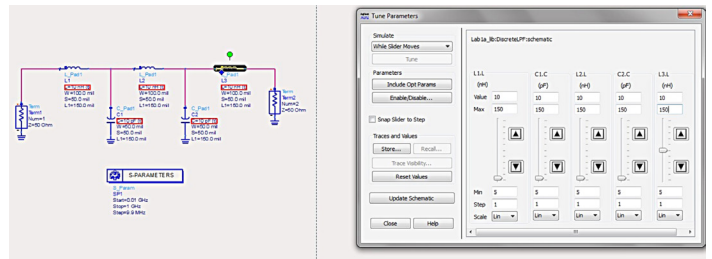 Tune Parameters
Simulate
While Slider Moves
Tune
Parameters
Include Opt Params
Enable/Disable...
Snap Slider to Step
Traces and Values
Store...
Recall...
Trace Visibility...
Reset Values
Update Schematic
Close
Help
Lab1a_lib:DiscreteLPF:schematic
L1.L
C1.C
L2.L
C2.C
L3.L
(nH)
(pF)
(nH)
(pF)
(nH)
Value 10 10 10 10 10
Max 150 150 150 150 150
Min 5 5 5 5 5
Step 1 1 1 1 1
Scale Lin Lin Lin Lin Lin
L_Pad1
L1
W=100.0 mil
S=50.0 mil
L1=150.0 mil
L_Pad1
L2
W=100.0 mil
S=50.0 mil
L1=150.0 mil
L_Pad1
L3
W=100.0 mil
S=50.0 mil
L1=150.0 mil
Term
Term1
Num=1
Z=50 Ohm
C_Pad1
C1
S=50.0 mil
L1=150.0 mil
C_Pad1
C2
S=50.0 mil
L1=150.0 mil
Term
Term2
Num=2
Z=50 Ohm
S-PARAMETERS
S_Param
SP1
Start=0.01 GHz
Stop=1 GHz
Step=9.9 MHz